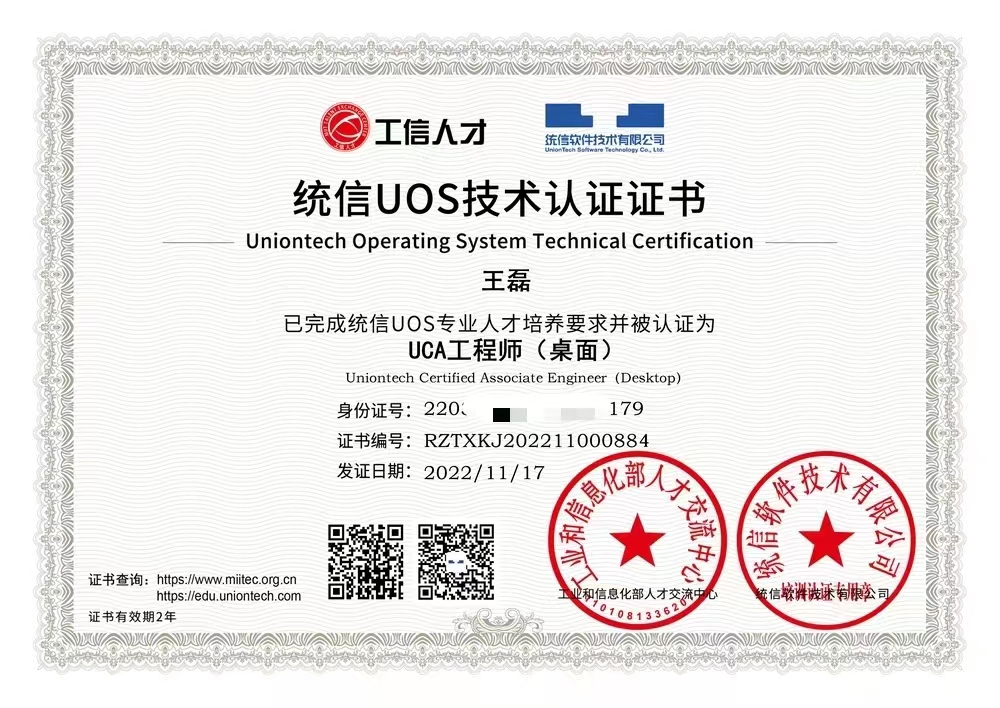 工信人才
统信软件技术有限公司
UnionTech Software Technology Co., Ltd.
统信UOS技术认证证书
Uniontech Operating System Technical Certification
王磊
已完成统信UOS专业人才培养要求并被认证为
UCA工程师（桌面）
Uniontech Certified Associate Engineer (Desktop)
身份证号： 220 179
证书编号： RZTXKJ202211000884
发证日期： 2022/11/17
工业和信息化部人才交流中心
统信软件技术有限公司
培训认证专用章
证书查询： https://www.miitec.org.cn
https://edu.uniontech.com
工业和信息化部人才交流中心
统信软件技术有限公司
证书有效期2年